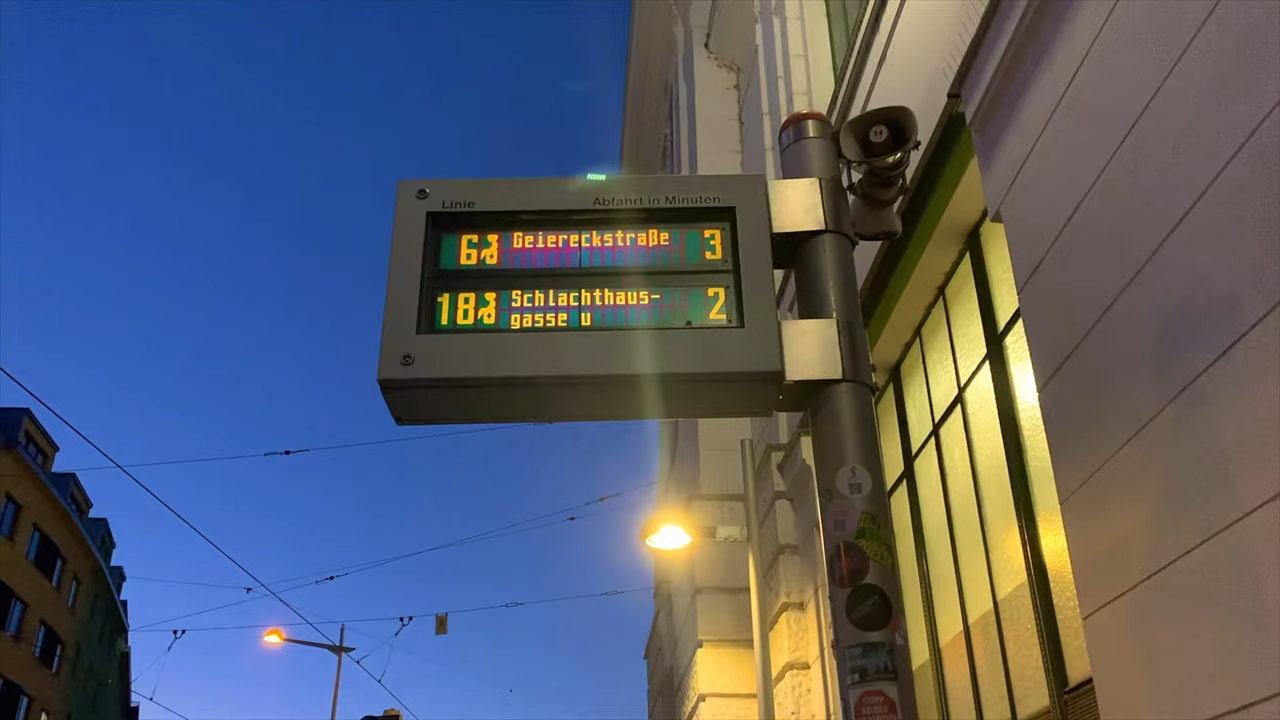 Linie Abfahrt in Minuten
6 Geiereckstraße 3
18 Schlachthaus- 2
gasse u